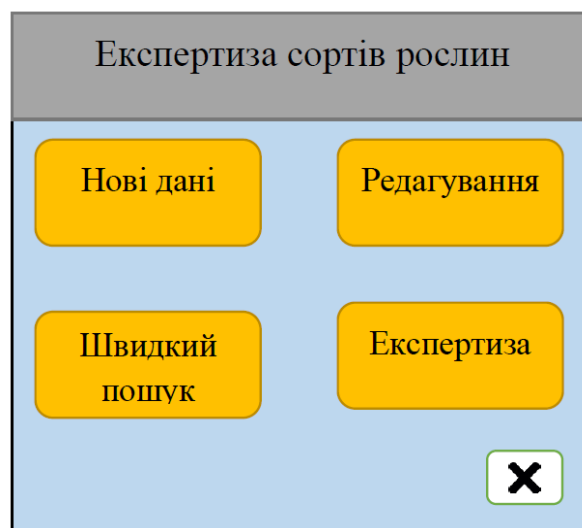 Експертиза сортів рослин
Нові дані
Редагування
Швидкий
пошук
Експертиза